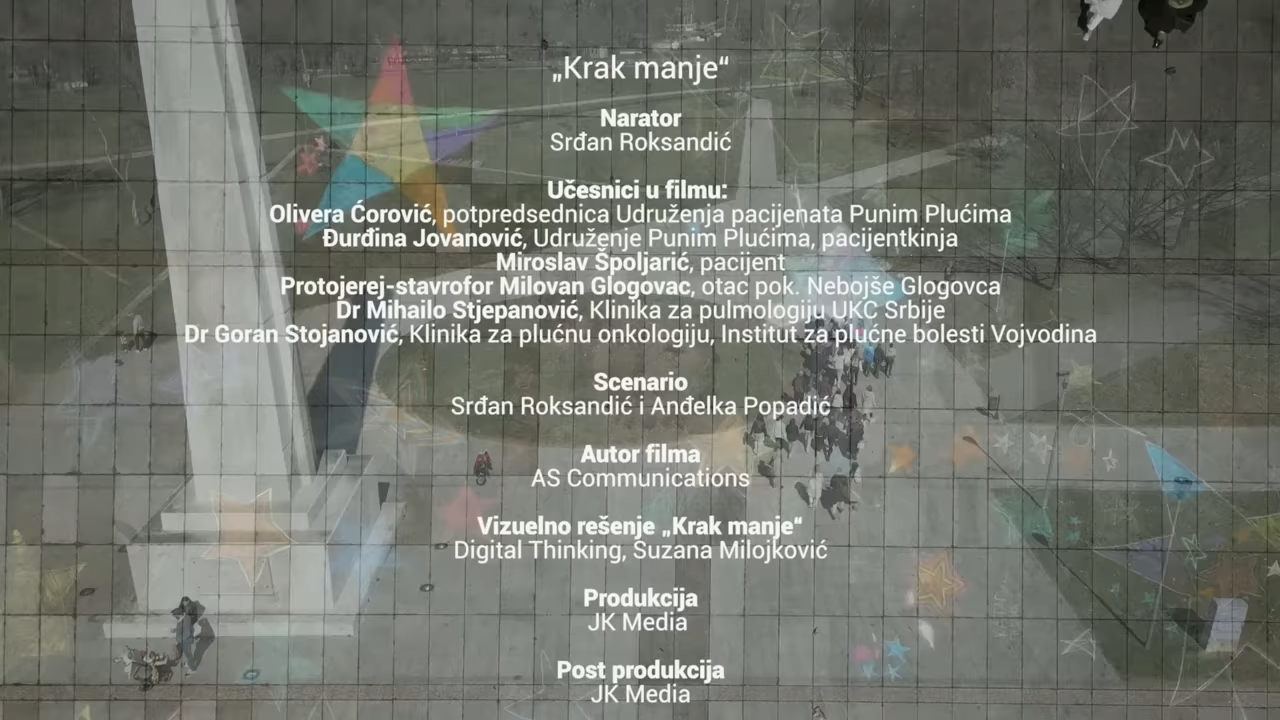 „Krak manje“
Narator
Srđan Roksandić
Učesnici u filmu:
Olivera Ćorović, potpredsednica Udruženja pacijenata Punim Plućima
Đurđina Jovanović, Udruženje Punim Plućima, pacijentkinja
Miroslav Špoljarić, pacijent
Protojerej-stavrofor Milovan Glogovac, otac pok. Nebojše Glogovca
Dr Mihailo Stjepanović, Klinika za pulmologiju UKC Srbije
Dr Goran Stojanović, Klinika za plućnu onkologiju, Institut za plućne bolesti Vojvodina
Scenario
Srđan Roksandić i Anđelka Popadić
Autor filma
AS Communications
Vizuelno rešenje „Krak manje“
Digital Thinking, Suzana Milojković
Produkcija
JK Media
Post produkcija
JK Media